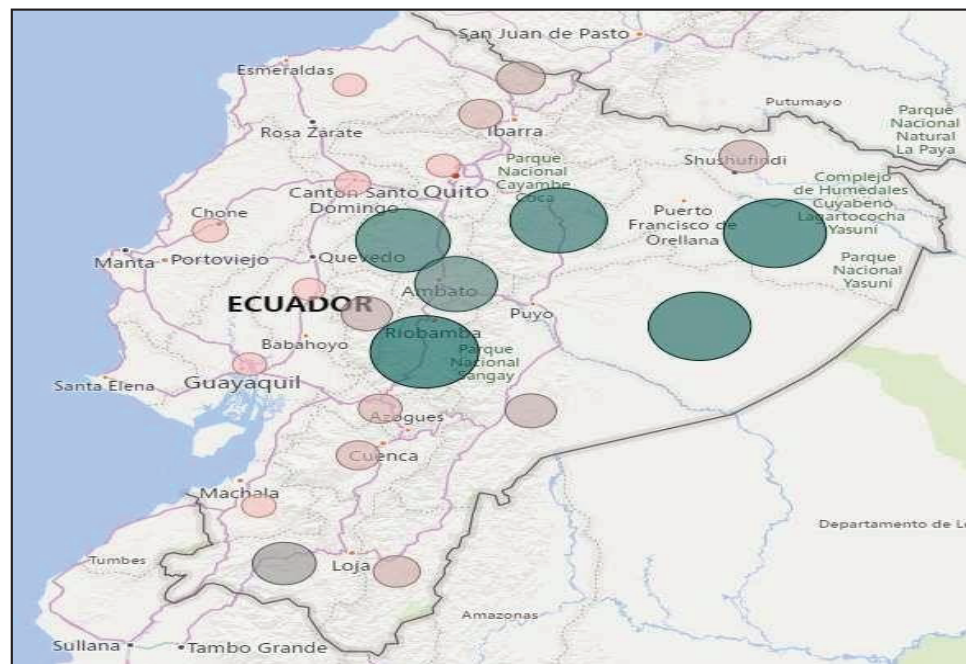 San Juan de Pasto
Esmeraldas
Putumayo
Parque
Nacional
Natural
La Paya
Rosa Zárate
Ibarra
Parque
Nacional
Cayambe
Coca
Shushufindi
Cantón Santo
Domingo
Quito
Complejo
de Humedales
Cuyabeno
Lagartococha
Yasuní
Puerto
Francisco de
Orellana
Chone
Manta
Portoviejo
Quevedo
Parque
Nacional
Yasuní
Ambato
ECUADOR
Puyo
Riobamba
Babahoyo
Parque
Nacional
Sangay
Santa Elena
Guayaquil
Azogues
Cuenca
Machala
Departamento de Lo
Tumbes
Loja
Amazonas
Sullana
Tambo Grande